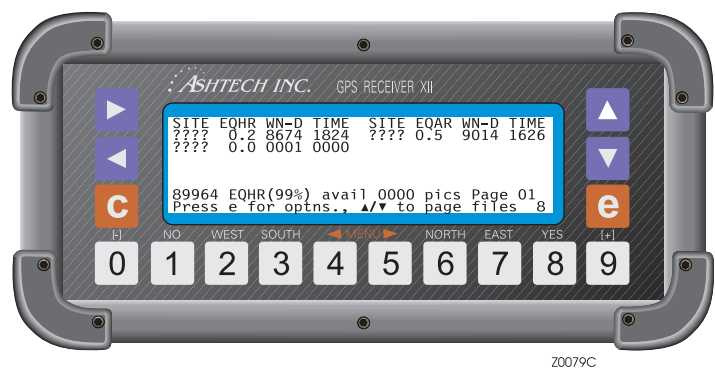 ASHTECH INC. GPS RECEIVER XII
SITE EQHR WN-D TIME SITE EQAR WN-D TIME
???? 0.2 8674 1824 ???? 0.5 9014 1626
???? 0.0 0001 0000
89964 EQHR(99%) avail 0000 pics Page 01
Press e for optns., ▲/▼ to page files 8
c e
[-] NO WEST SOUTH ◀ MENU ▶ NORTH EAST YES [+]
0 1 2 3 4 5 6 7 8 9
Z0079C